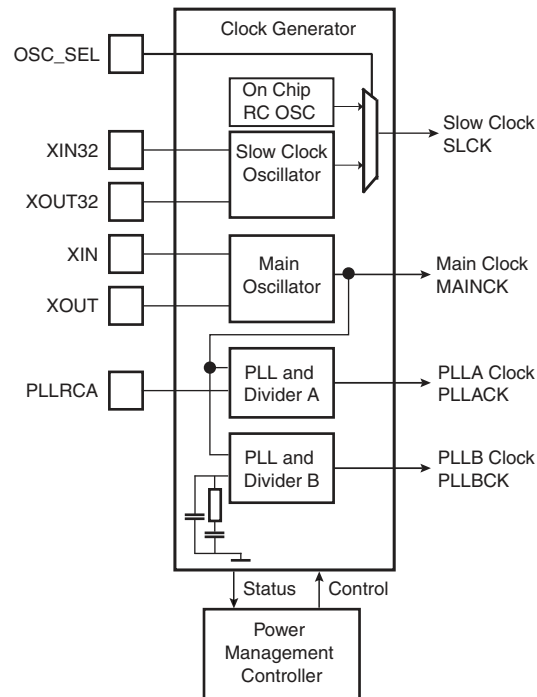 Clock Generator
OSC_SEL
On Chip
RC OSC
Slow Clock
SLCK
XIN32
Slow Clock
Oscillator
XOUT32
XIN
Main
Oscillator
Main Clock
MAINCK
XOUT
PLLRCA
PLL and
Divider A
PLLA Clock
PLLACK
PLL and
Divider B
PLLB Clock
PLLBCK
Status
Control
Power
Management
Controller